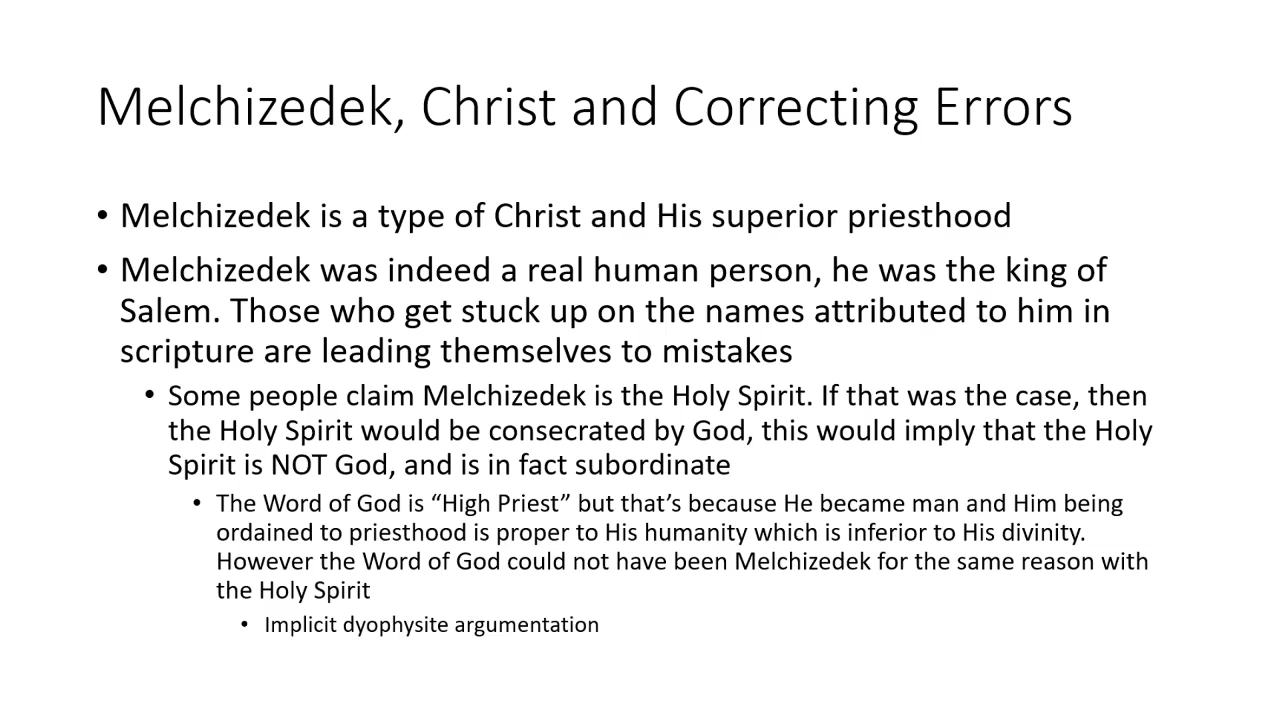 Melchizedek, Christ and Correcting Errors
• Melchizedek is a type of Christ and His superior priesthood
• Melchizedek was indeed a real human person, he was the king of
Salem. Those who get stuck up on the names attributed to him in
scripture are leading themselves to mistakes
• Some people claim Melchizedek is the Holy Spirit. If that was the case, then
the Holy Spirit would be consecrated by God, this would imply that the Holy
Spirit is NOT God, and is in fact subordinate
• The Word of God is “High Priest” but that’s because He became man and Him being
ordained to priesthood is proper to His humanity which is inferior to His divinity.
However the Word of God could not have been Melchizedek for the same reason with
the Holy Spirit
• Implicit dyophysite argumentation